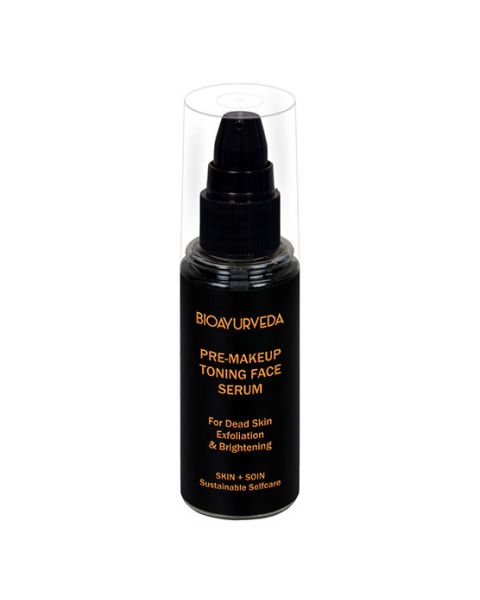 BIOAYURVEDA
PRE-MAKEUP
TONING FACE
SERUM
For Dead Skin
Exfoliation
& Brightening
SKIN + SOIN
Sustainable Selfcare